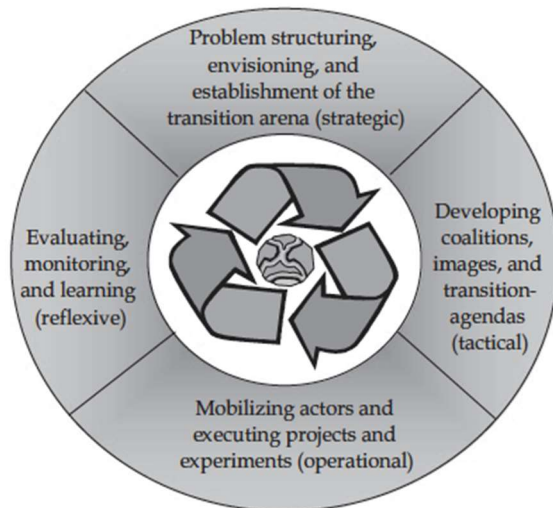 Problem structuring,
envisioning, and
establishment of the
transition arena (strategic)
Developing
coalitions,
images, and
transition-
agendas
(tactical)
Mobilizing actors and
executing projects and
experiments (operational)
Evaluating,
monitoring,
and learning
(reflexive)